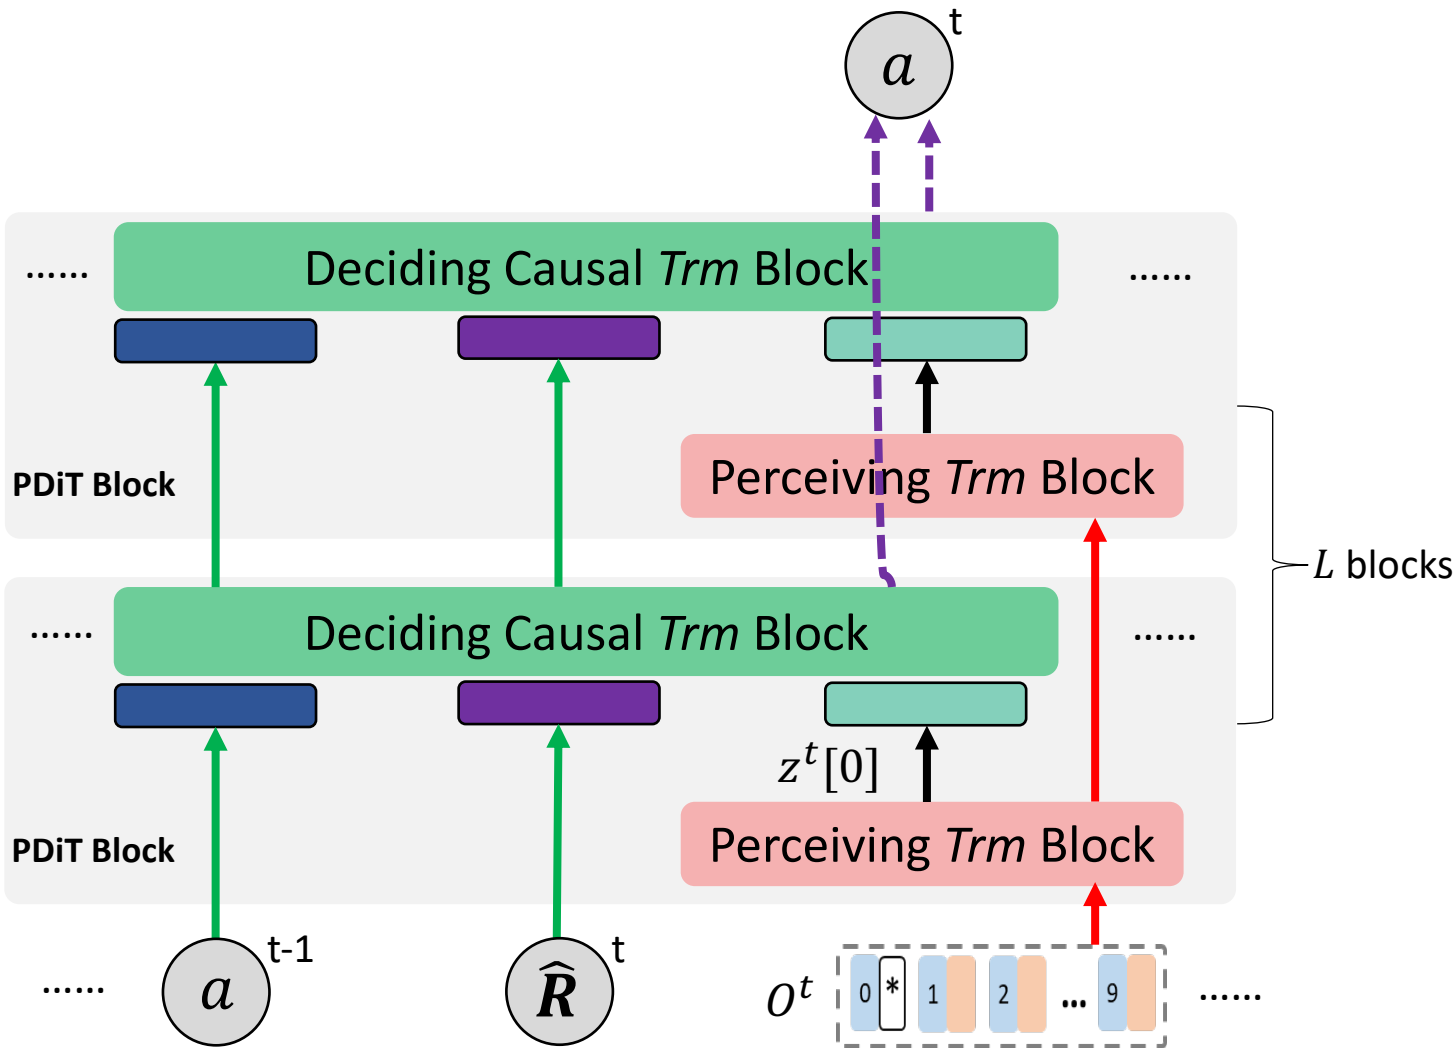 t
a
...... Deciding Causal Trm Block ......
PDiT Block
Perceiving Trm Block
L blocks
...... Deciding Causal Trm Block ......
z^t[0]
PDiT Block
Perceiving Trm Block
...... a t-1
R̂ t
O^t 0 * 1 2 ... 9 ......